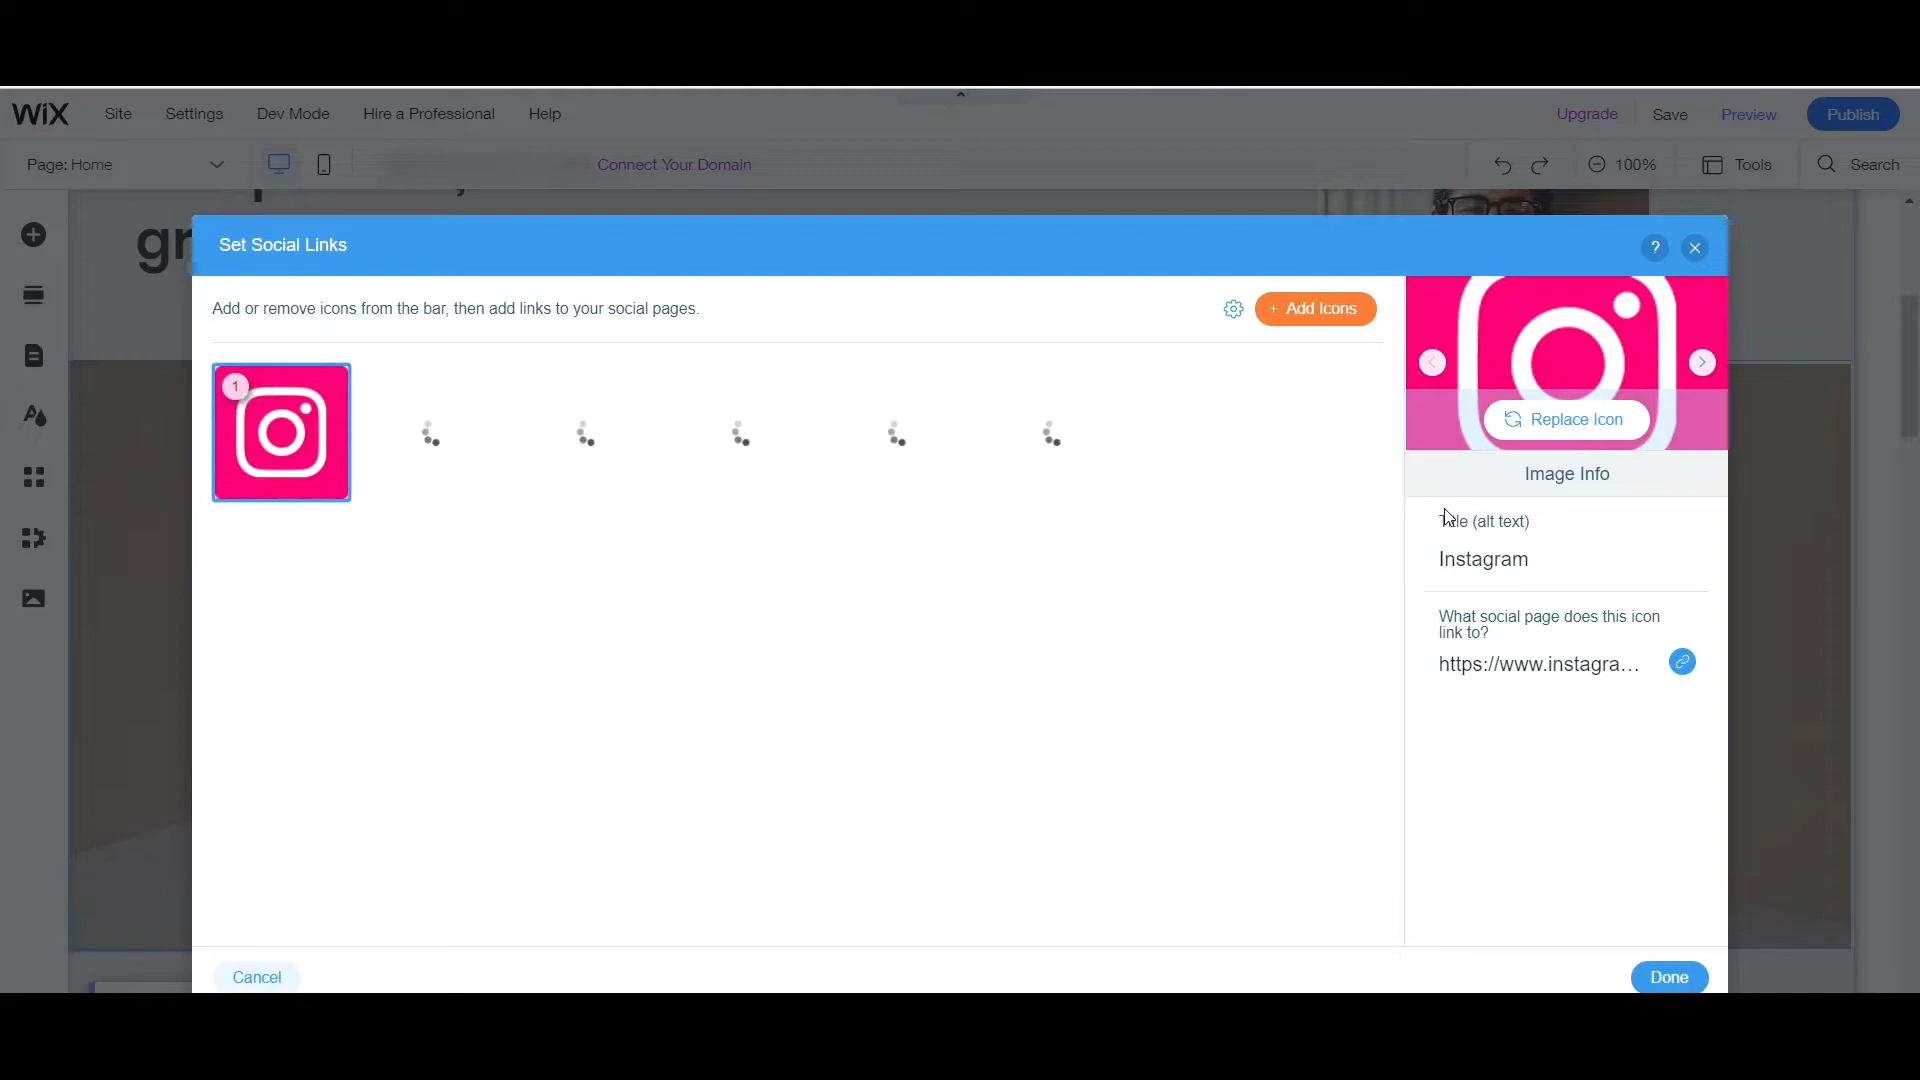 WiX Site Settings Dev Mode Hire a Professional Help Upgrade Save Preview Publish
Page: Home Connect Your Domain 100% Tools Search
gr
Set Social Links ?
Add or remove icons from the bar, then add links to your social pages. + Add Icons
1
Replace Icon
Image Info
Title (alt text)
Instagram
What social page does this icon
link to?
https://www.instagra...
Cancel Done